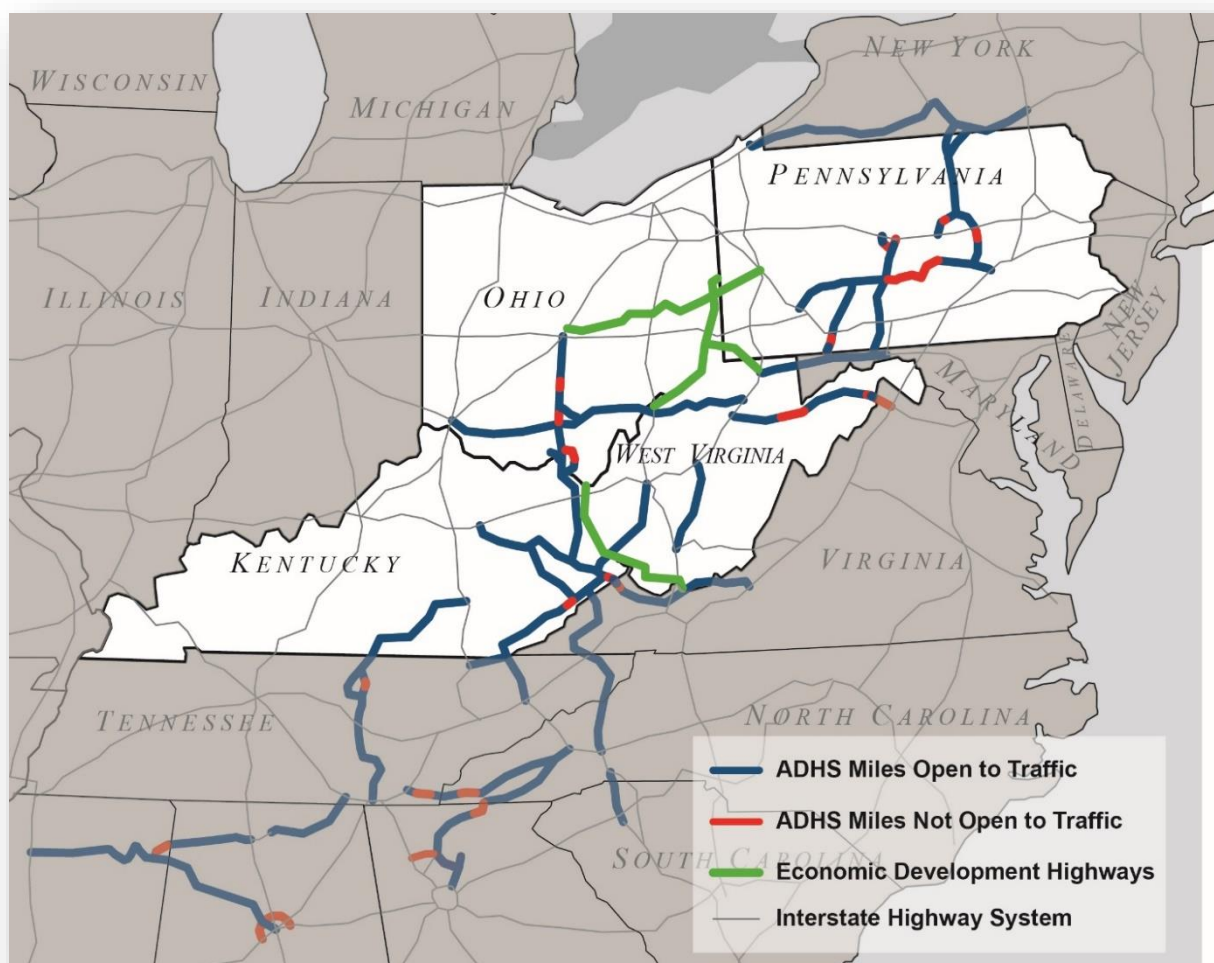 NEW YORK
WISCONSIN
MICHIGAN
PENNSYLVANIA
ILLINOIS
INDIANA
OHIO
NEW
JERSEY
MARYLAND
DELAWARE
WEST VIRGINIA
KENTUCKY
VIRGINIA
TENNESSEE
NORTH CAROLINA
SOUTH CAROLINA
ADHS Miles Open to Traffic
ADHS Miles Not Open to Traffic
Economic Development Highways
Interstate Highway System